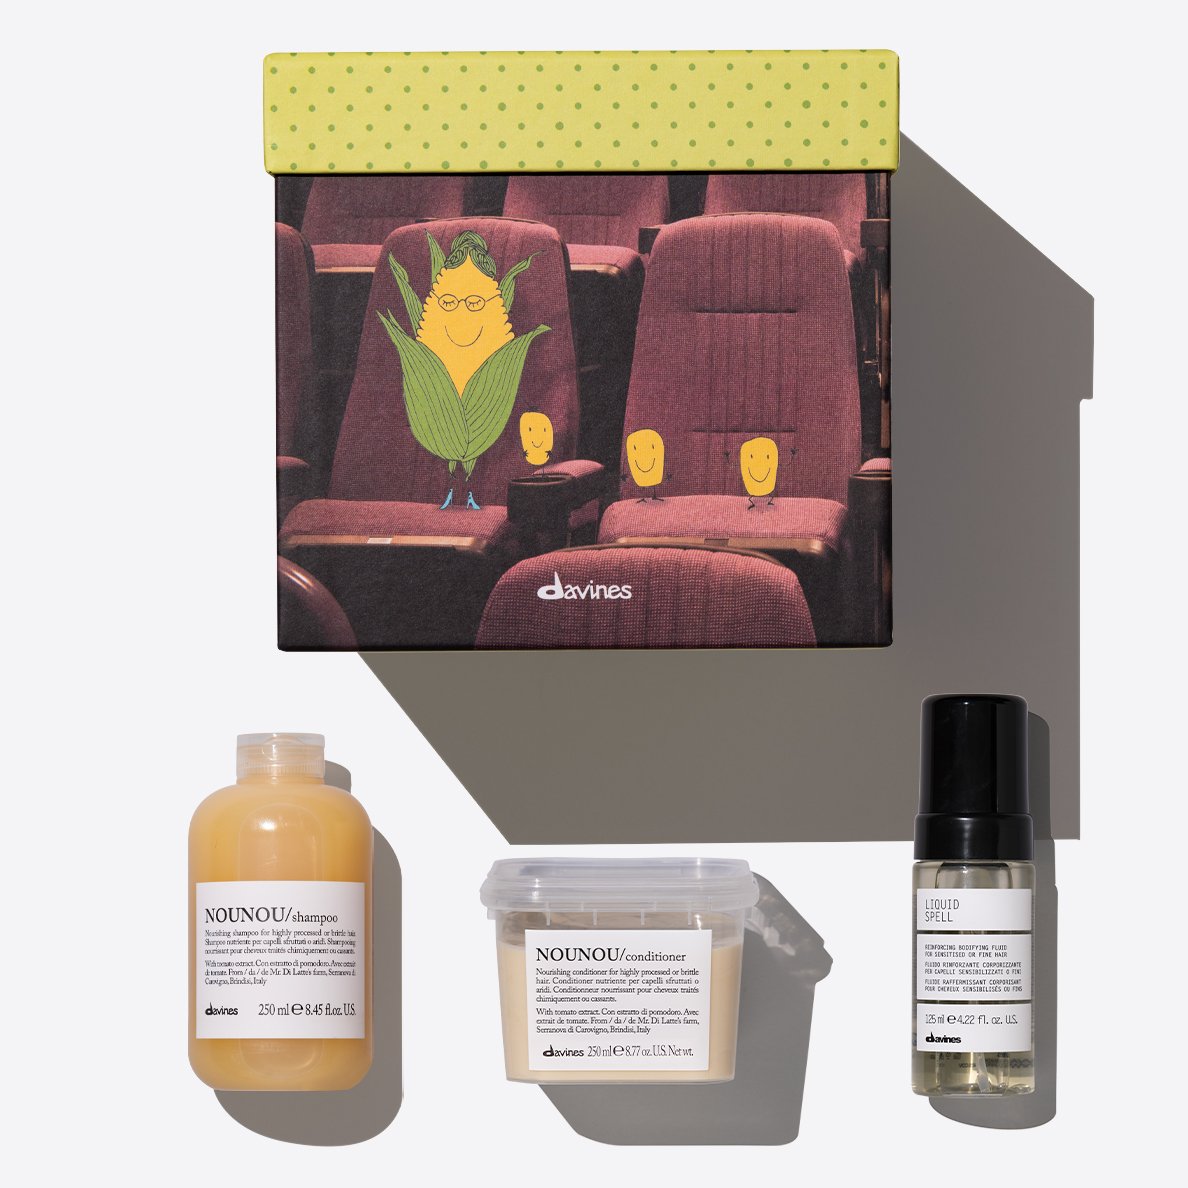 davines
NOUNOU/shampoo
Nourishing shampoo for highly processed or brittle hair.
Shampoo nutriente per capelli sfruttati o aridi. Shampooing
nourissant pour cheveux traités chimiquement ou cassants.
With tomato extract. Con estratto di pomodoro. Avec extrait
de tomate. From / da / de Mr. Di Latte's farm, Serranova di
Carovigno, Brindisi, Italy
davines 250 ml ℮ 8.45 fl.oz. U.S.
NOUNOU/conditioner
Nourishing conditioner for highly processed or brittle
hair. Conditioner nutriente per capelli sfruttati o
aridi. Conditionneur nourissant pour cheveux traités
chimiquement ou cassants.
With tomato extract. Con estratto di pomodoro. Avec
extrait de tomate. From / da / de Mr. Di Latte's farm,
Serranova di Carovigno, Brindisi, Italy
davines 250 ml ℮ 8.77 oz. U.S. Net wt.
LIQUID
SPELL
REINFORCING BODIFYING FLUID
FOR SENSITISED OR FINE HAIR
FLUIDO RINFORZANTE CORPORIZZANTE
PER CAPELLI SENSIBILIZZATI O FINI
FLUIDE RAFFERMISSANT CORPORISANT
POUR CHEVEUX SENSIBILISÉS OU FINS
125 ml ℮ 4.22 fl. oz. U.S.
davines